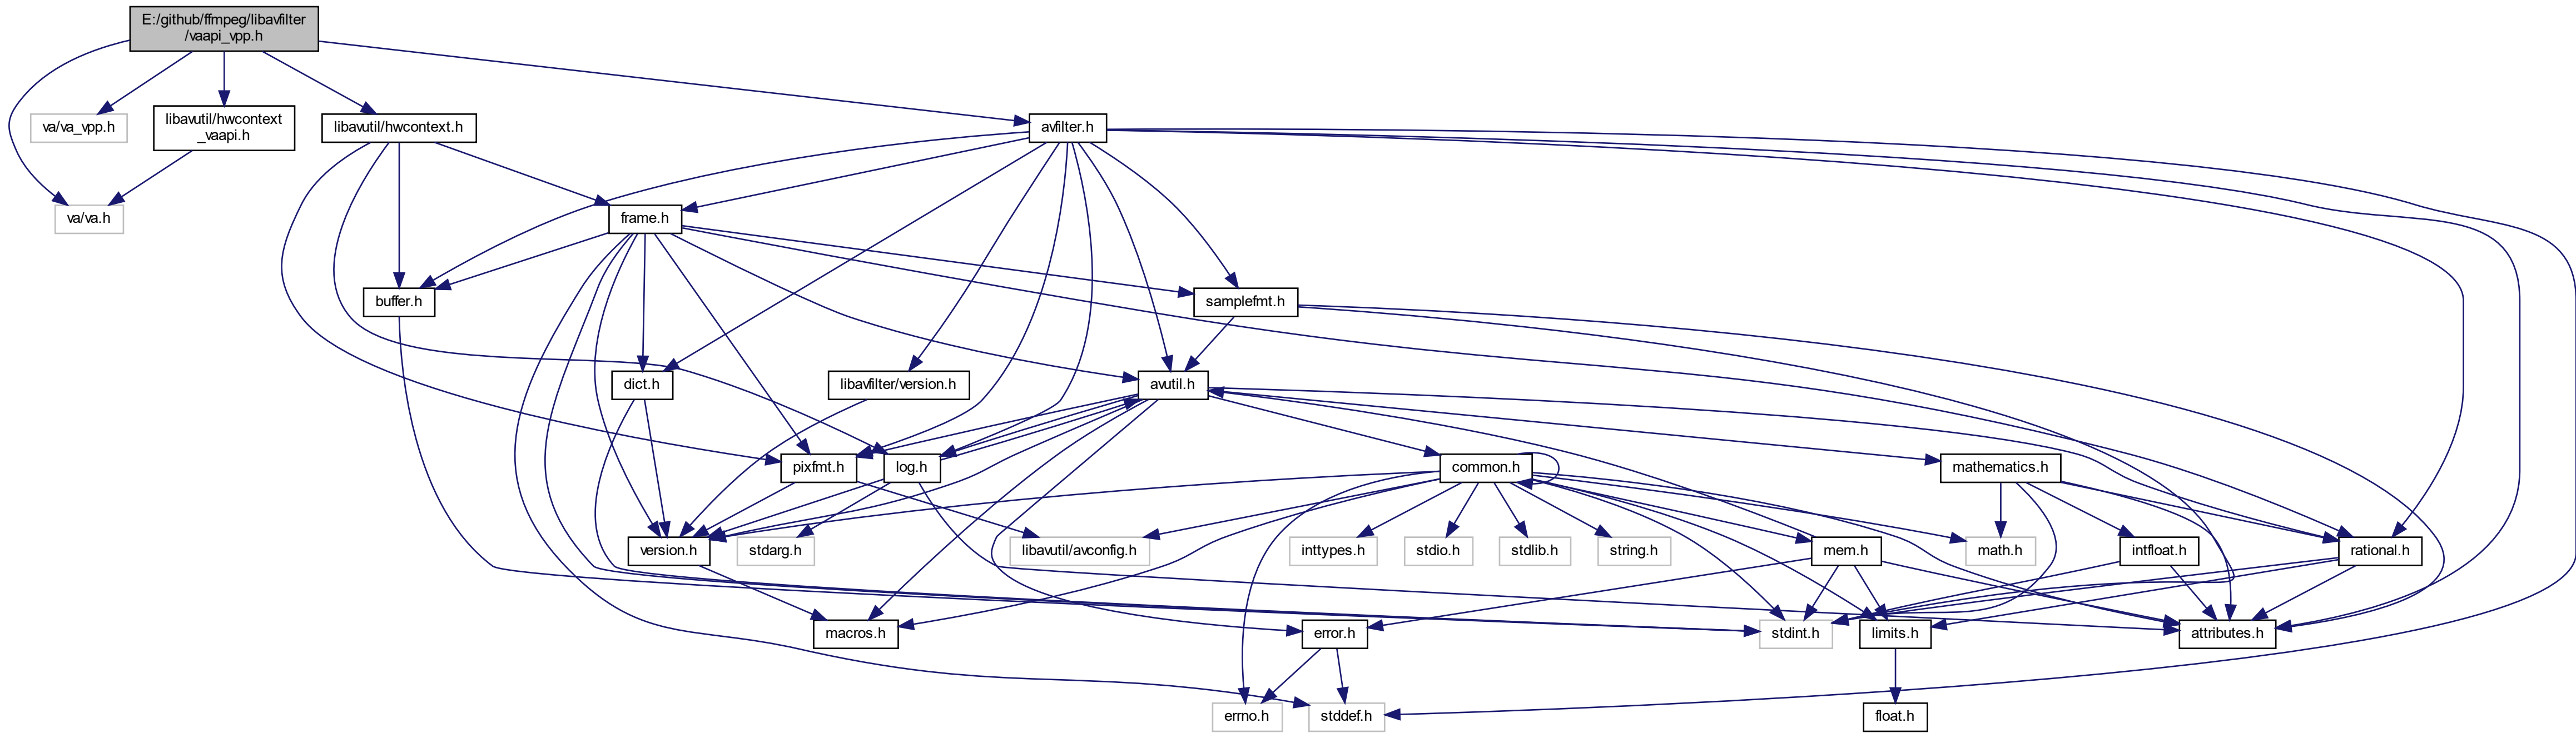 E:/github/ffmpeg/libavfilter
/vaapi_vpp.h
va/va_vpp.h
libavutil/hwcontext
_vaapi.h
libavutil/hwcontext.h
avfilter.h
va/va.h
frame.h
buffer.h
samplefmt.h
dict.h
libavfilter/version.h
avutil.h
pixfmt.h
log.h
common.h
mathematics.h
version.h
stdarg.h
libavutil/avconfig.h
inttypes.h
stdio.h
stdlib.h
string.h
mem.h
math.h
intfloat.h
rational.h
macros.h
error.h
stdint.h
limits.h
attributes.h
errno.h
stddef.h
float.h